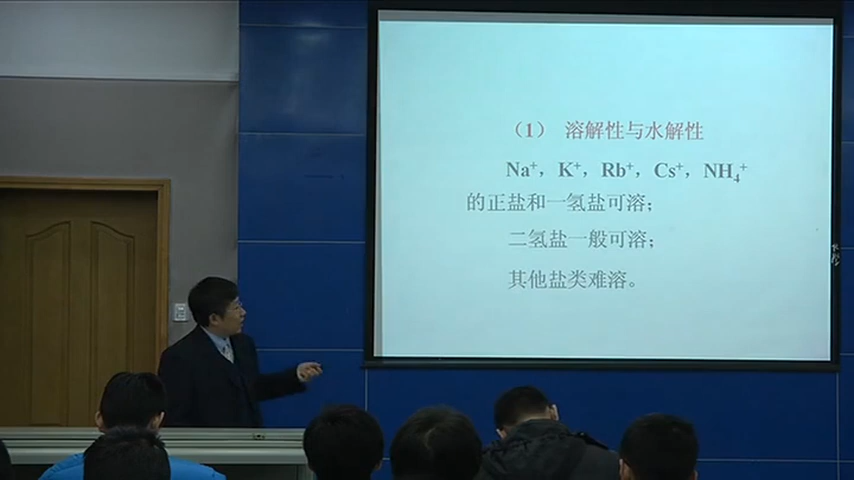 （1） 溶解性与水解性
Na⁺，K⁺，Rb⁺，Cs⁺，NH₄⁺
的正盐和一氢盐可溶；
二氢盐一般可溶；
其他盐类难溶。